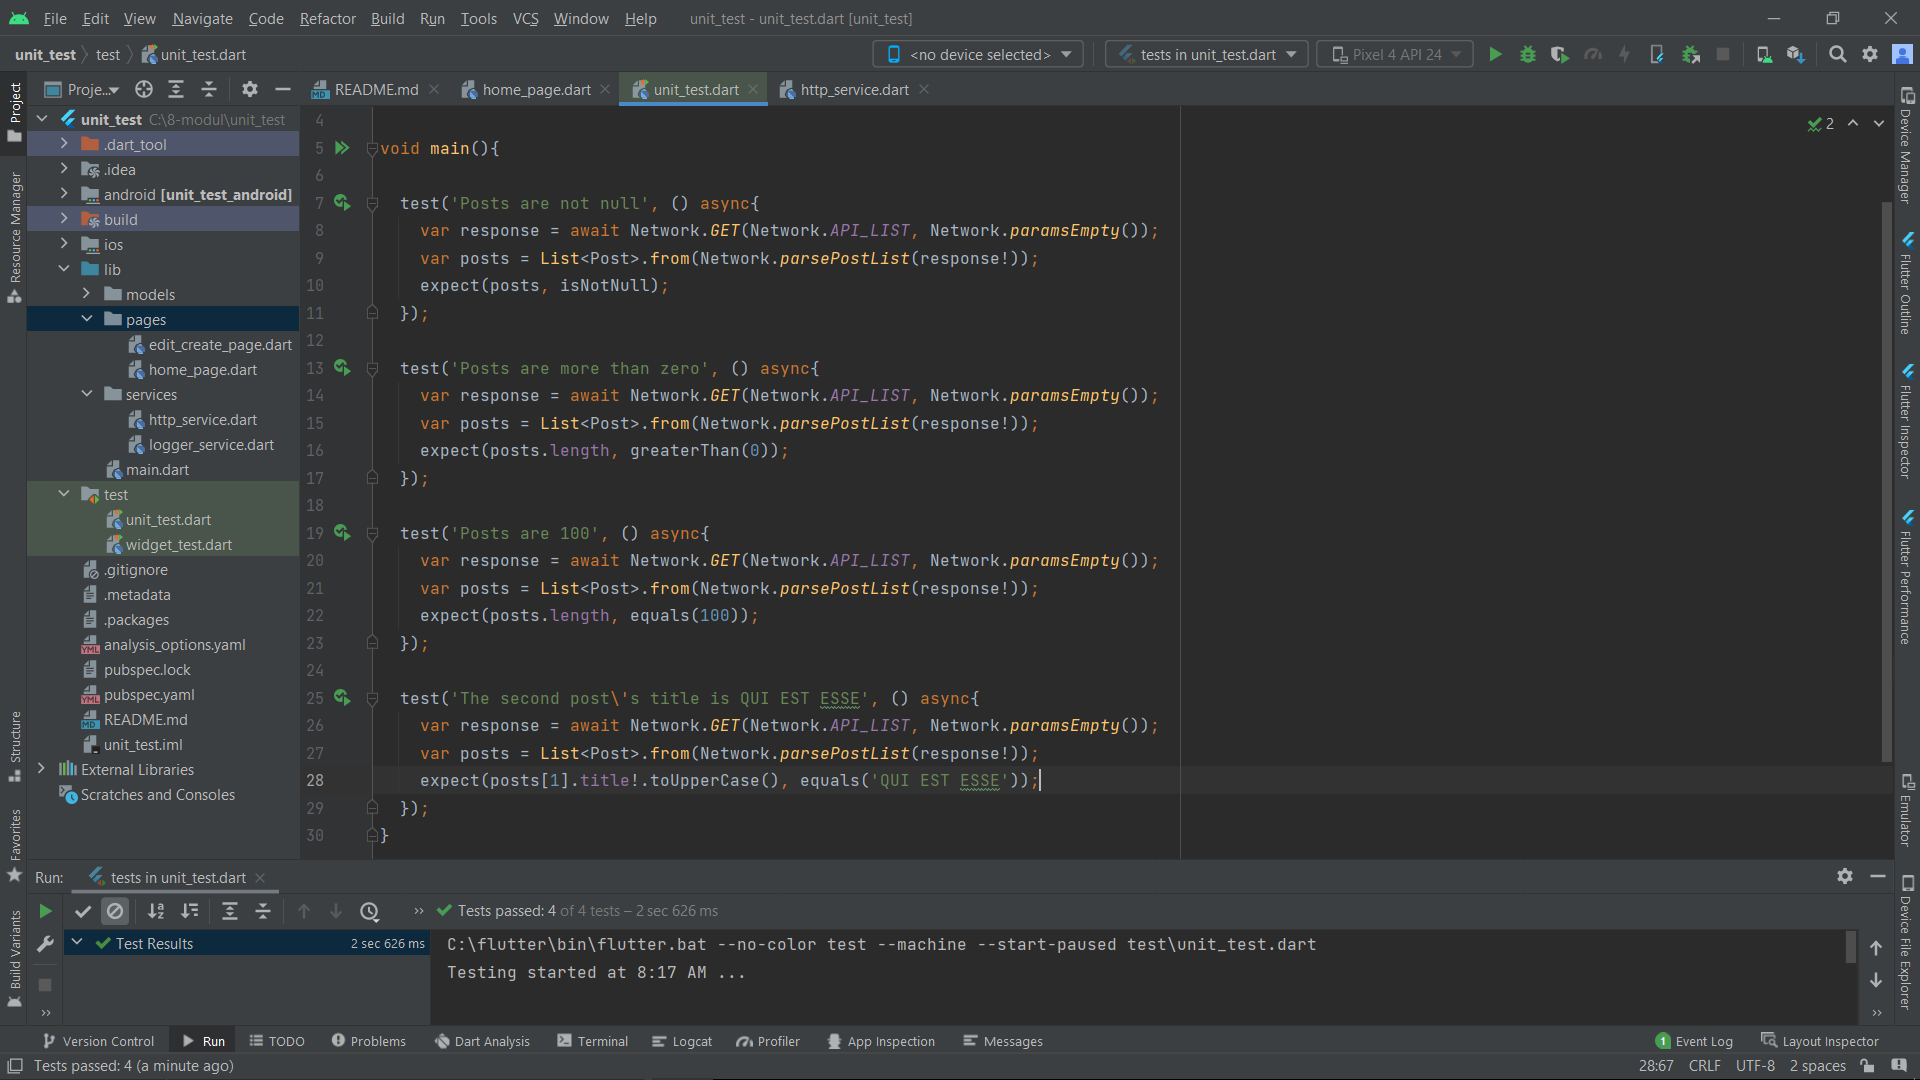 File Edit View Navigate Code Refactor Build Run Tools VCS Window Help unit_test - unit_test.dart [unit_test]
unit_test test unit_test.dart <no device selected> tests in unit_test.dart Pixel 4 API 24
Proje... README.md home_page.dart unit_test.dart http_service.dart
Project
Resource Manager
Structure
Favorites
Build Variants
unit_test C:\8-modul\unit_test
.dart_tool
.idea
android [unit_test_android]
build
ios
lib
models
pages
edit_create_page.dart
home_page.dart
services
http_service.dart
logger_service.dart
main.dart
test
unit_test.dart
widget_test.dart
.gitignore
.metadata
.packages
analysis_options.yaml
pubspec.lock
pubspec.yaml
README.md
unit_test.iml
External Libraries
Scratches and Consoles
2
4
5 void main(){
6
7 test('Posts are not null', () async{
8 var response = await Network.GET(Network.API_LIST, Network.paramsEmpty());
9 var posts = List<Post>.from(Network.parsePostList(response!));
10 expect(posts, isNotNull);
11 });
12
13 test('Posts are more than zero', () async{
14 var response = await Network.GET(Network.API_LIST, Network.paramsEmpty());
15 var posts = List<Post>.from(Network.parsePostList(response!));
16 expect(posts.length, greaterThan(0));
17 });
18
19 test('Posts are 100', () async{
20 var response = await Network.GET(Network.API_LIST, Network.paramsEmpty());
21 var posts = List<Post>.from(Network.parsePostList(response!));
22 expect(posts.length, equals(100));
23 });
24
25 test('The second post\'s title is QUI EST ESSE', () async{
26 var response = await Network.GET(Network.API_LIST, Network.paramsEmpty());
27 var posts = List<Post>.from(Network.parsePostList(response!));
28 expect(posts[1].title!.toUpperCase(), equals('QUI EST ESSE'));
29 });
30 }
Device Manager
Flutter Outline
Flutter Inspector
Flutter Performance
Emulator
Device File Explorer
Run: tests in unit_test.dart
Tests passed: 4 of 4 tests – 2 sec 626 ms
Test Results 2 sec 626 ms
C:\flutter\bin\flutter.bat --no-color test --machine --start-paused test\unit_test.dart
Testing started at 8:17 AM ...
Version Control Run TODO Problems Dart Analysis Terminal Logcat Profiler App Inspection Messages 1 Event Log Layout Inspector
Tests passed: 4 (a minute ago) 28:67 CRLF UTF-8 2 spaces